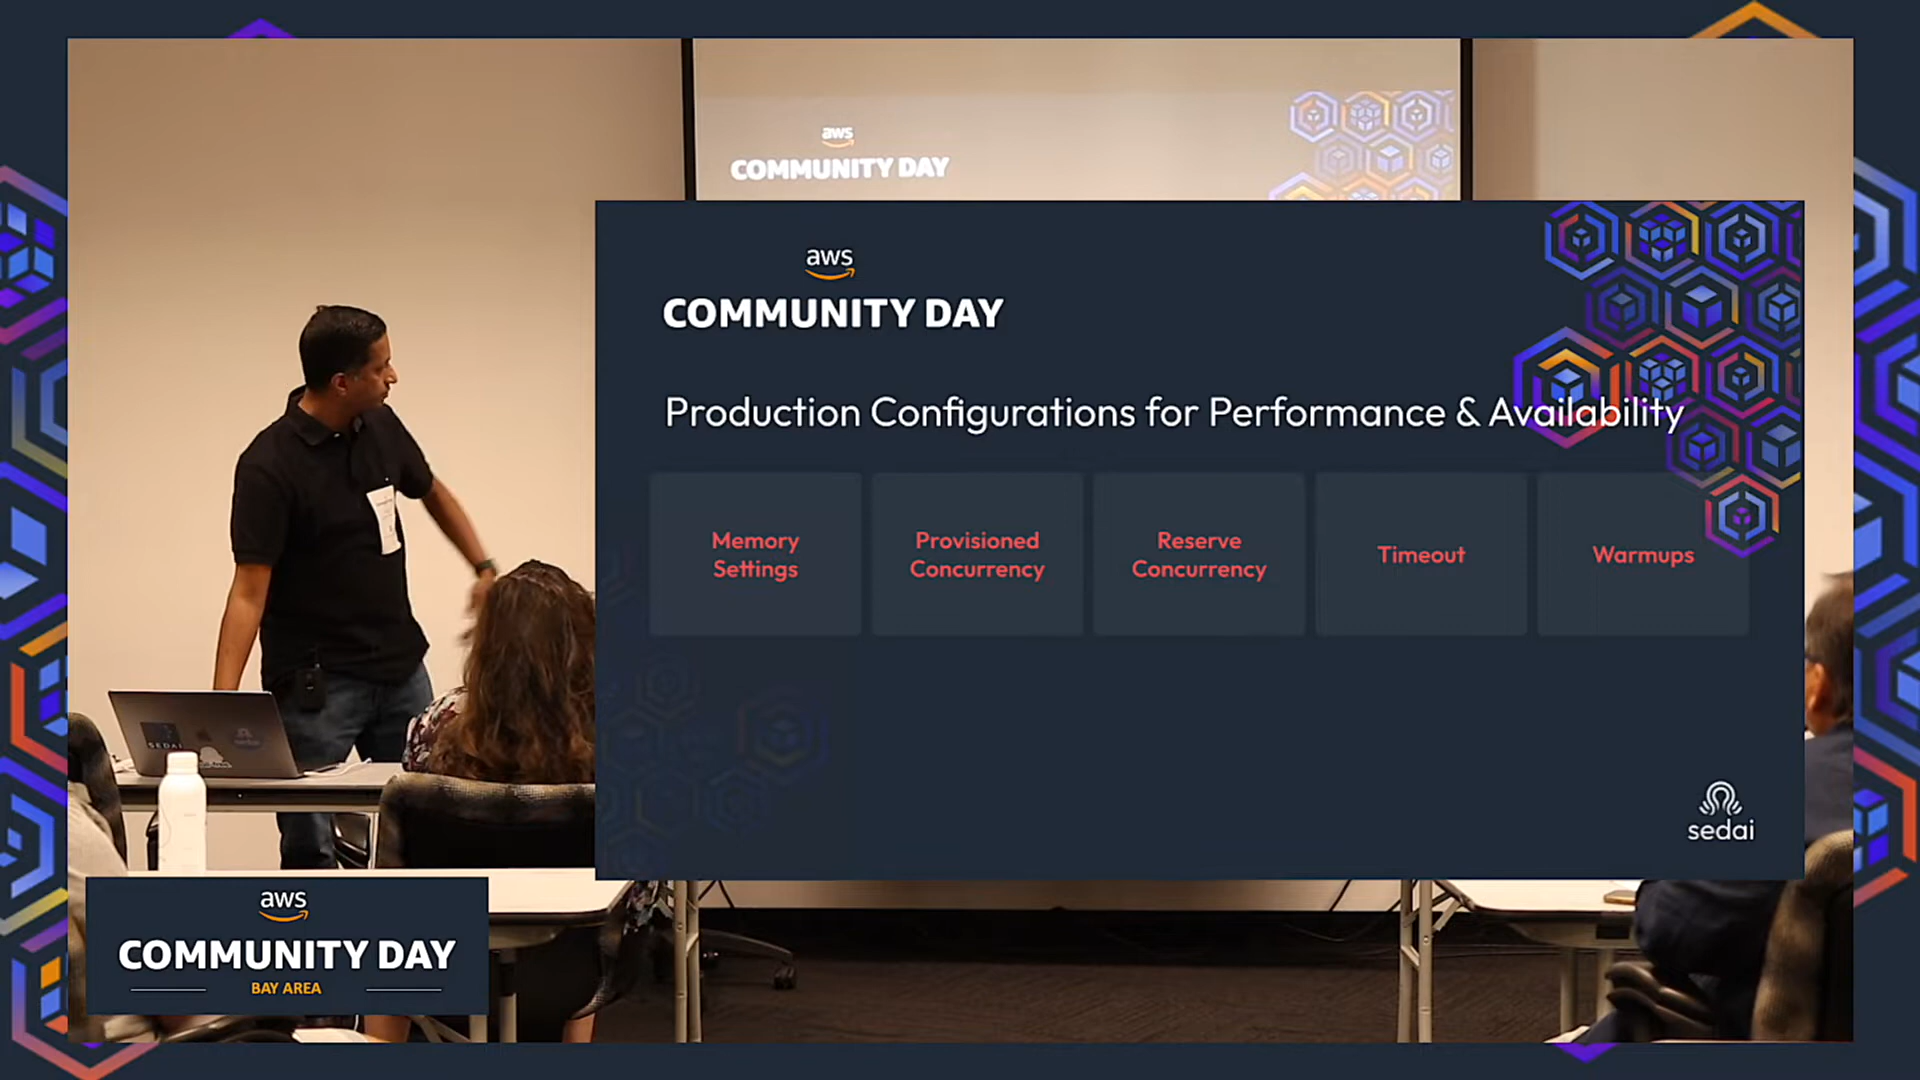 aws
COMMUNITY DAY
aws
COMMUNITY DAY
Production Configurations for Performance & Availability
Memory
Settings
Provisioned
Concurrency
Reserve
Concurrency
Timeout
Warmups
sedai
SEDAI
aws
COMMUNITY DAY
BAY AREA